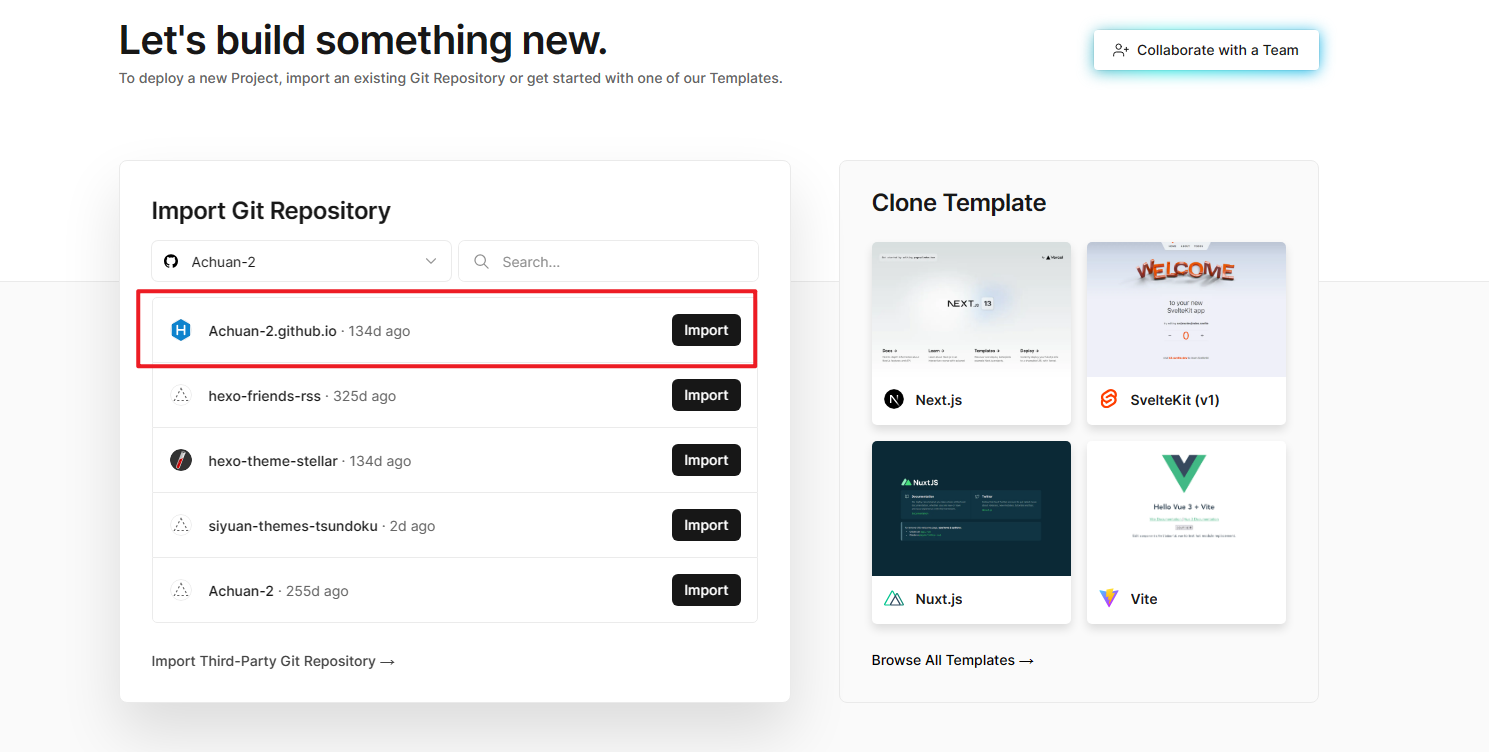 Let's build something new.
Collaborate with a Team
To deploy a new Project, import an existing Git Repository or get started with one of our Templates.
Import Git Repository
Achuan-2
Search...
Achuan-2.github.io · 134d ago
Import
hexo-friends-rss · 325d ago
Import
hexo-theme-stellar · 134d ago
Import
siyuan-themes-tsundoku · 2d ago
Import
Achuan-2 · 255d ago
Import
Import Third-Party Git Repository →
Clone Template
NEXT.JS 13
Next.js
WELCOME
to your new
SvelteKit app
0
SvelteKit (v1)
NuxtJS
Nuxt.js
Hello Vue 3 + Vite
Vite
Browse All Templates →